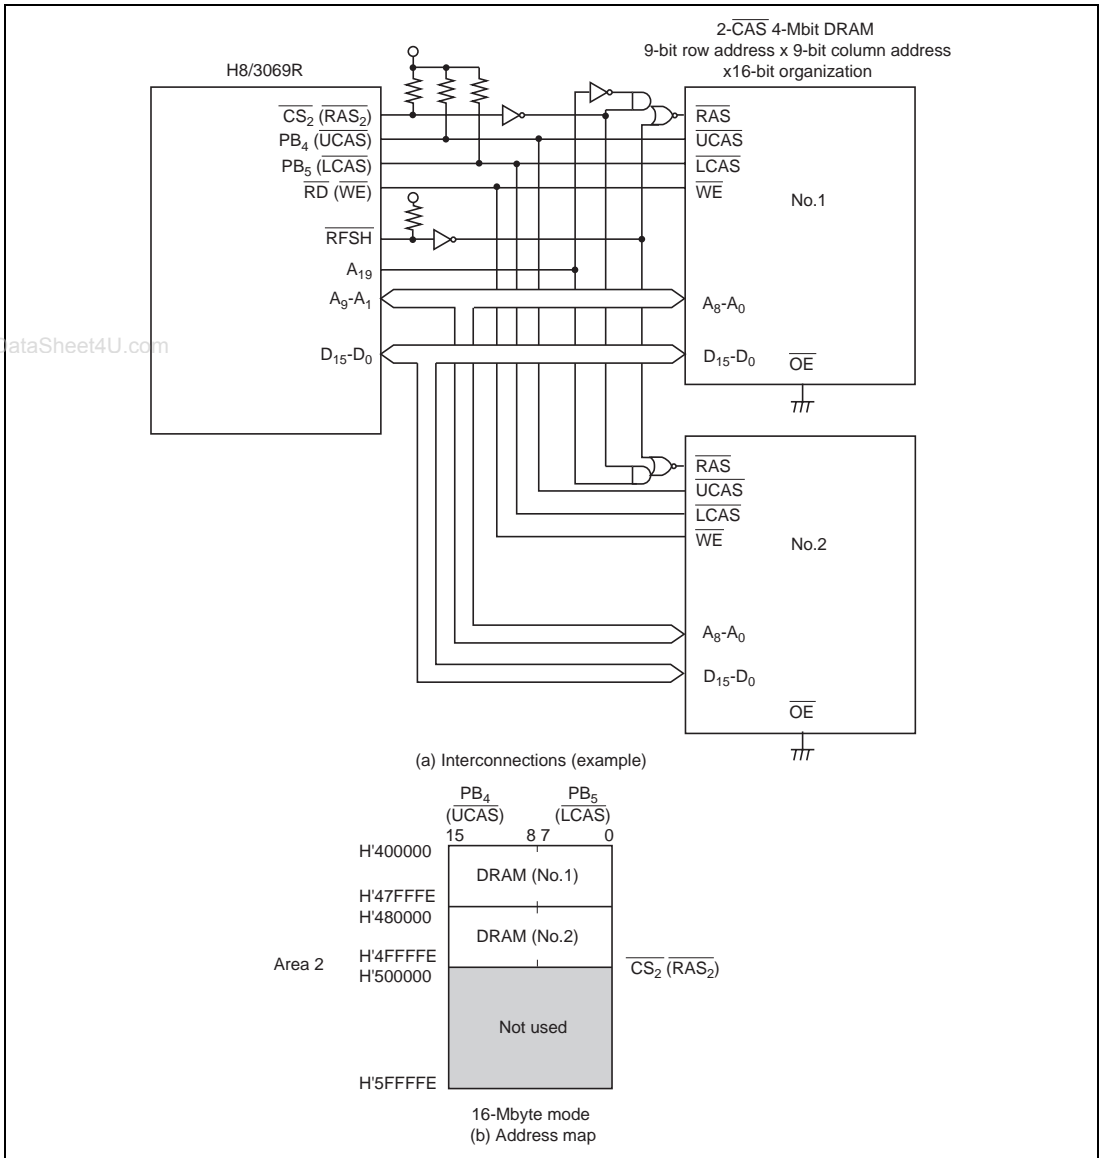 2-CAS 4-Mbit DRAM
9-bit row address x 9-bit column address
x16-bit organization
H8/3069R
CS2 (RAS2)
PB4 (UCAS)
PB5 (LCAS)
RD (WE)
RFSH
A19
A9-A1
D15-D0
RAS
UCAS
LCAS
WE
No.1
A8-A0
D15-D0
OE
DataSheet4U.com
RAS
UCAS
LCAS
WE
No.2
A8-A0
D15-D0
OE
(a) Interconnections (example)
PB4 PB5
(UCAS) (LCAS)
15 8 7 0
H'400000
DRAM (No.1)
H'47FFFE
H'480000
DRAM (No.2)
H'4FFFFE
Area 2
CS2 (RAS2)
H'500000
Not used
H'5FFFFE
16-Mbyte mode
(b) Address map